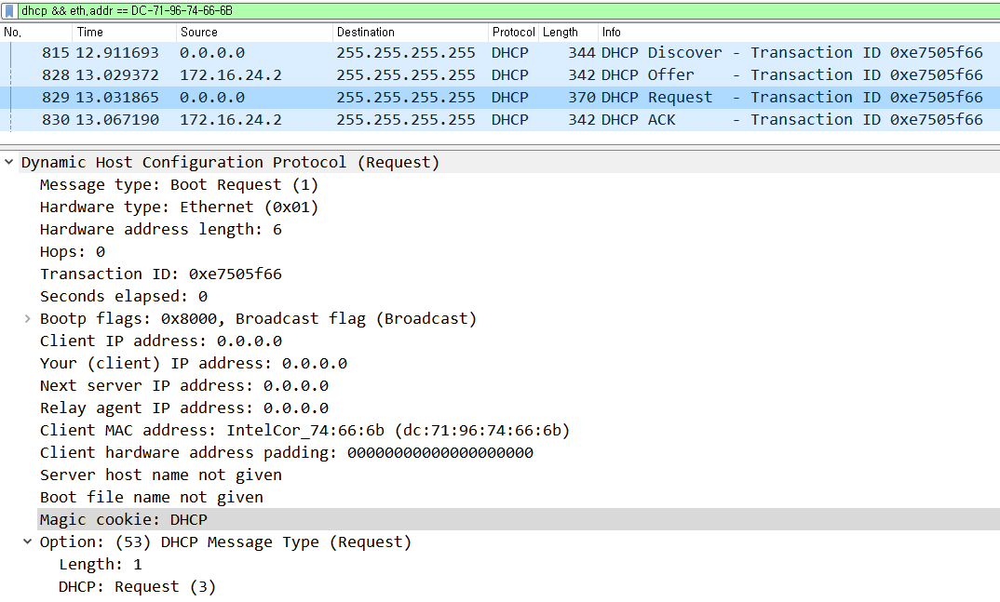 dhcp && eth.addr == DC-71-96-74-66-6B
No. Time Source Destination Protocol Length Info
815 12.911693 0.0.0.0 255.255.255.255 DHCP 344 DHCP Discover - Transaction ID 0xe7505f66
828 13.029372 172.16.24.2 255.255.255.255 DHCP 342 DHCP Offer - Transaction ID 0xe7505f66
829 13.031865 0.0.0.0 255.255.255.255 DHCP 370 DHCP Request - Transaction ID 0xe7505f66
830 13.067190 172.16.24.2 255.255.255.255 DHCP 342 DHCP ACK - Transaction ID 0xe7505f66
Dynamic Host Configuration Protocol (Request)
Message type: Boot Request (1)
Hardware type: Ethernet (0x01)
Hardware address length: 6
Hops: 0
Transaction ID: 0xe7505f66
Seconds elapsed: 0
Bootp flags: 0x8000, Broadcast flag (Broadcast)
Client IP address: 0.0.0.0
Your (client) IP address: 0.0.0.0
Next server IP address: 0.0.0.0
Relay agent IP address: 0.0.0.0
Client MAC address: IntelCor_74:66:6b (dc:71:96:74:66:6b)
Client hardware address padding: 00000000000000000000
Server host name not given
Boot file name not given
Magic cookie: DHCP
Option: (53) DHCP Message Type (Request)
Length: 1
DHCP: Request (3)